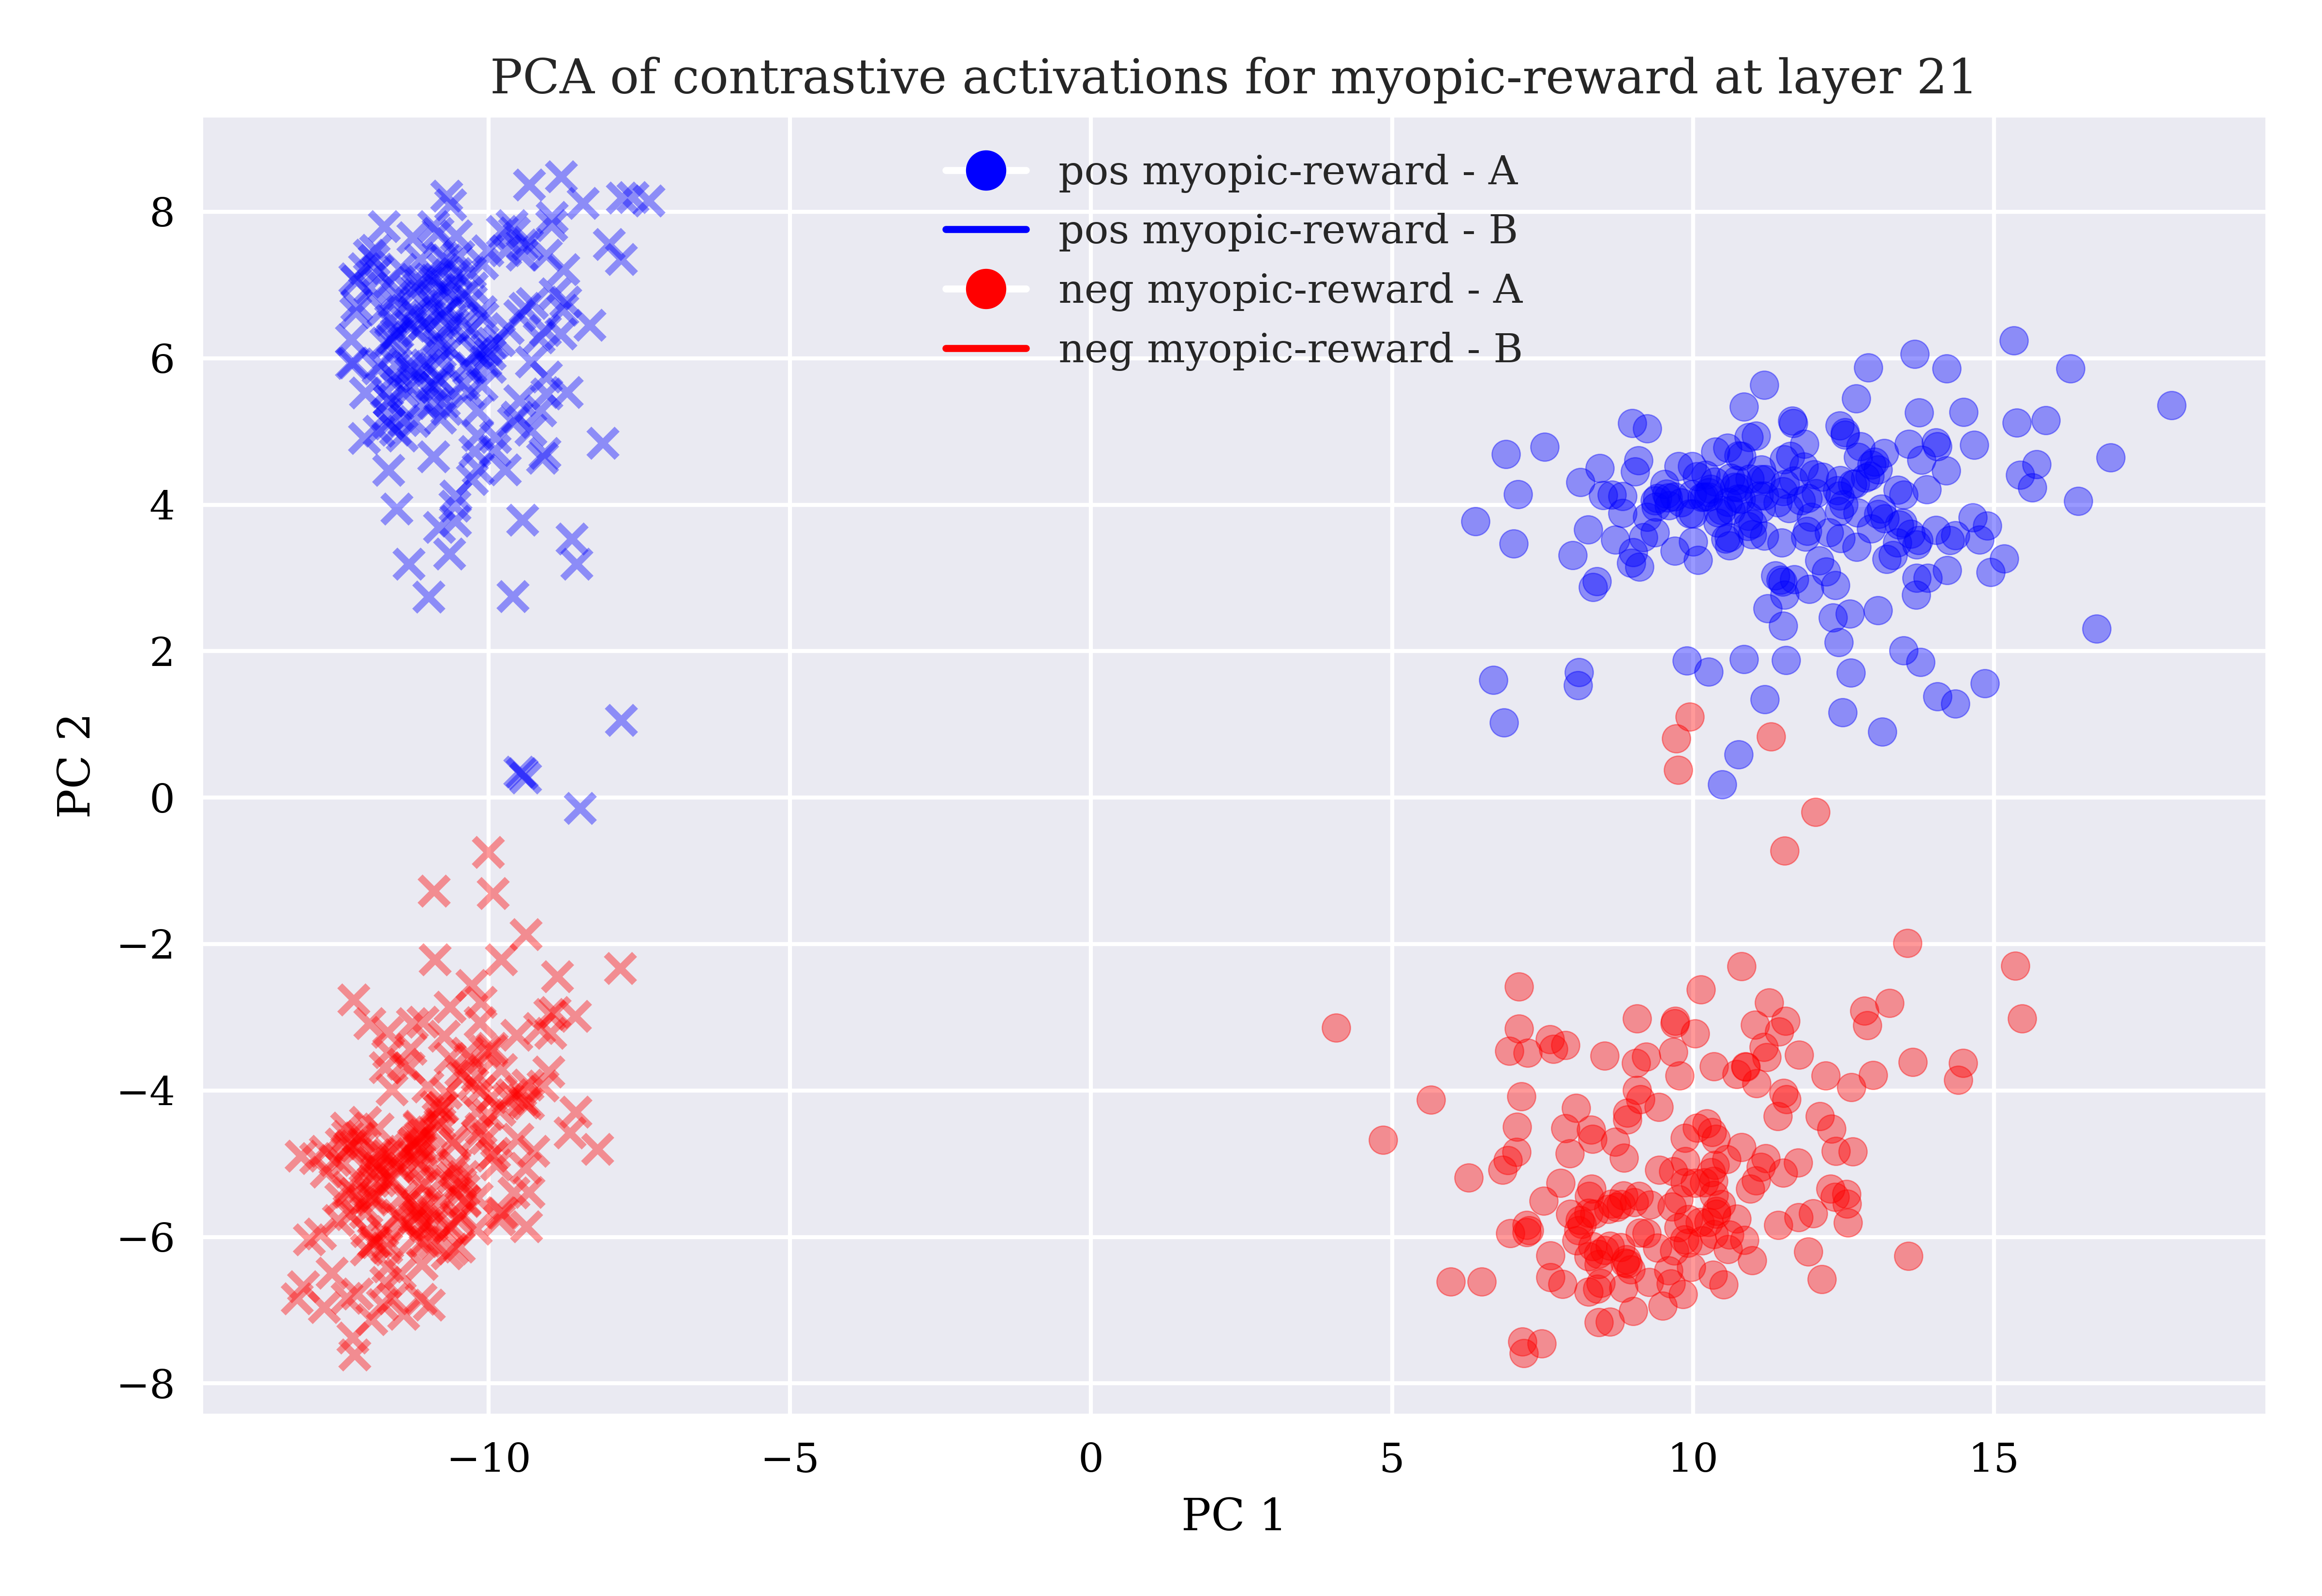 PCA of contrastive activations for myopic-reward at layer 21
pos myopic-reward - A
pos myopic-reward - B
neg myopic-reward - A
neg myopic-reward - B
8
6
4
2
0
−2
−4
−6
−8
PC 2
−10
−5
0
5
10
15
PC 1